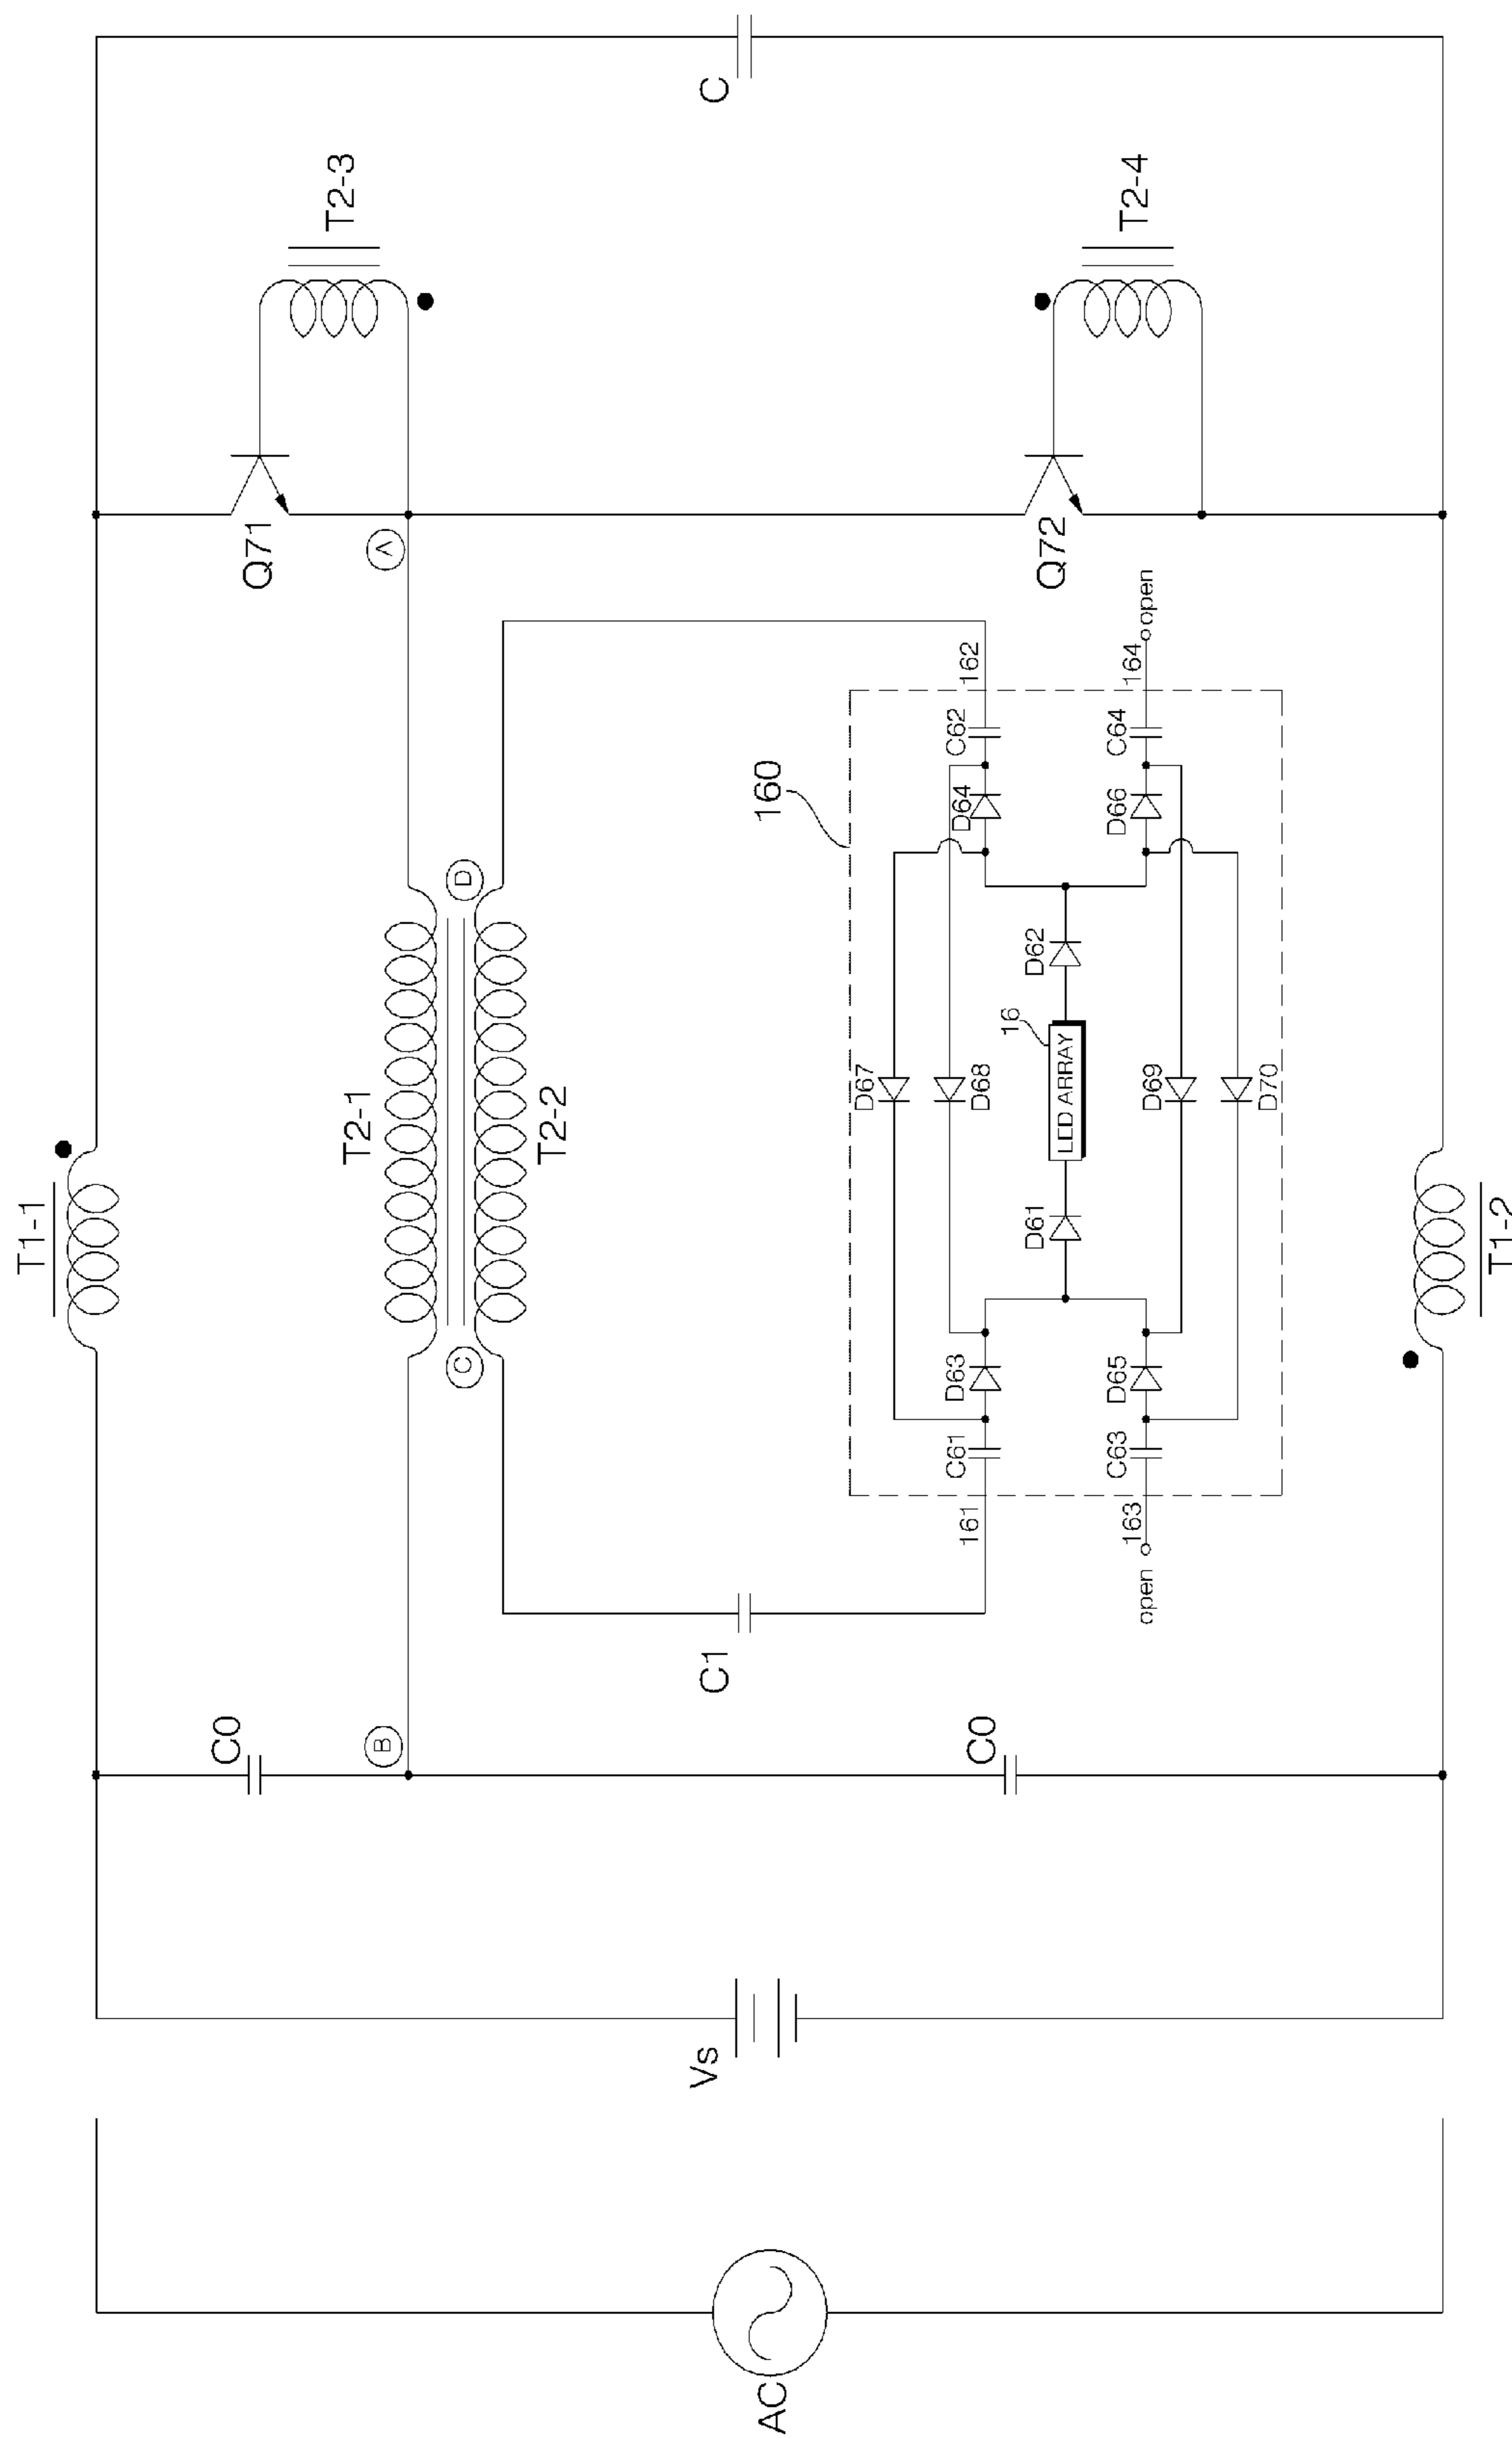 AC
Vs
C0
C0
B
C1
T1-1
T1-2
T2-1
T2-2
C
D
A
Q71
Q72
T2-3
T2-4
C
160
161
162
163
open
164
open
C61
C62
C63
C64
D63
D64
D65
D66
D61
D62
16
LED ARRAY
D67
D68
D69
D70